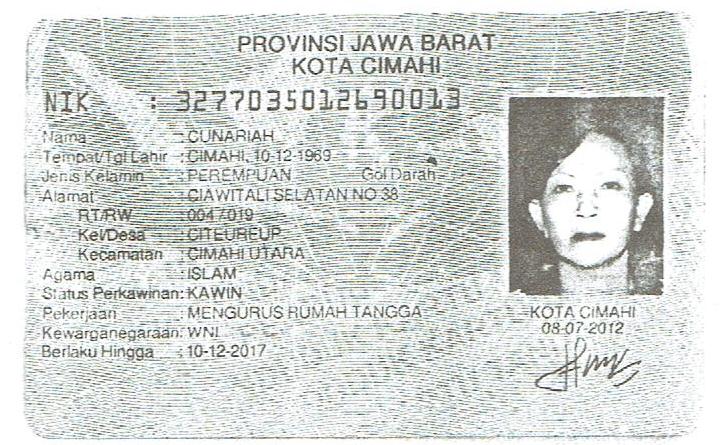 PROVINSI JAWA BARAT
KOTA CIMAHI
NIK : 3277035012690013
Nama : CUNARIAH
Tempat/Tgl Lahir : CIMAHI, 10-12-1969
Jenis Kelamin : PEREMPUAN Gol Darah
Alamat : CIAWITALI SELATAN NO 38
RT/RW : 004 / 019
Kel/Desa : CITEUREUP
Kecamatan : CIMAHI UTARA
Agama : ISLAM
Status Perkawinan: KAWIN
Pekerjaan : MENGURUS RUMAH TANGGA
Kewarganegaraan: WNI
Berlaku Hingga : 10-12-2017
KOTA CIMAHI
08-07-2012